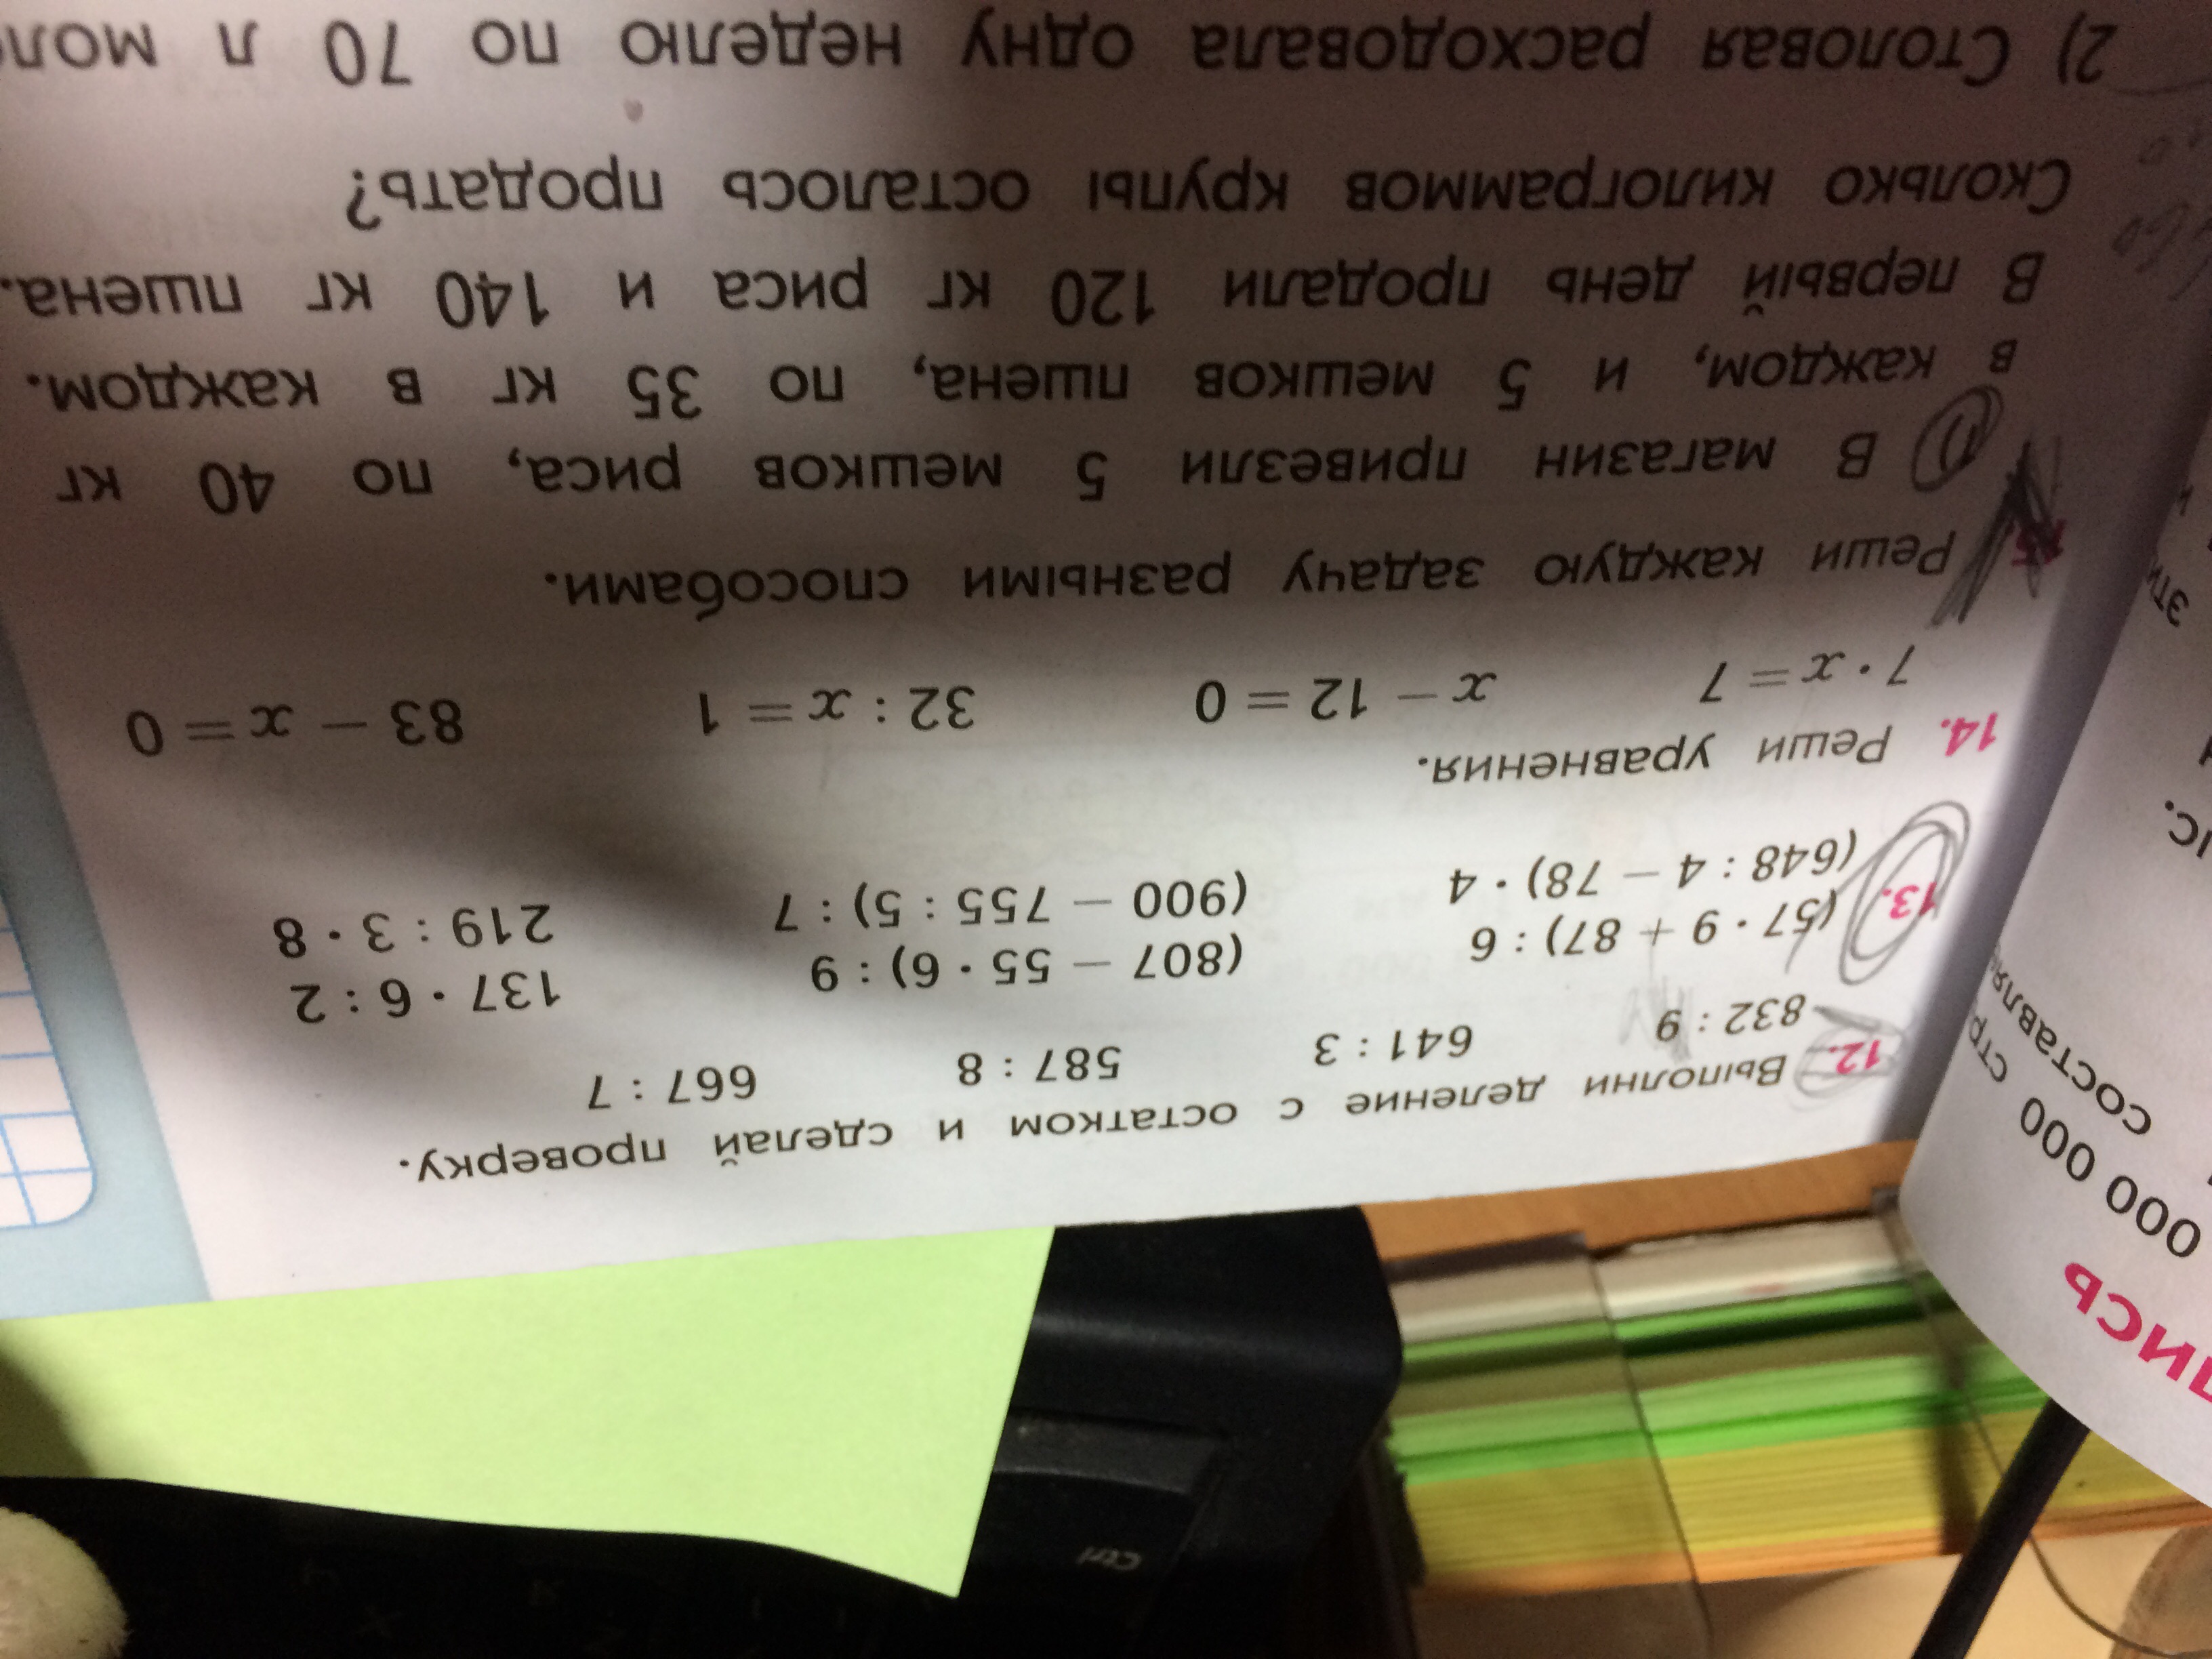 12. Выполни деление с остатком и сделай проверку.
832 : 9 641 : 3 587 : 8 667 : 7
13. (57 · 9 + 87) : 6 (807 − 55 · 6) : 9 137 · 6 : 2
(648 : 4 − 78) · 4 (900 − 755 : 5) : 7 219 : 3 · 8
14. Реши уравнения.
7 · x = 7 x − 12 = 0 32 : x = 1 83 − x = 0
15. Реши каждую задачу разными способами.
1) В магазин привезли 5 мешков риса, по 40 кг
в каждом, и 5 мешков пшена, по 35 кг в каждом.
В первый день продали 120 кг риса и 140 кг пшена.
Сколько килограммов крупы осталось продать?
2) Столовая расходовала одну неделю по 70 л мол
000 000 стр
Ctrl